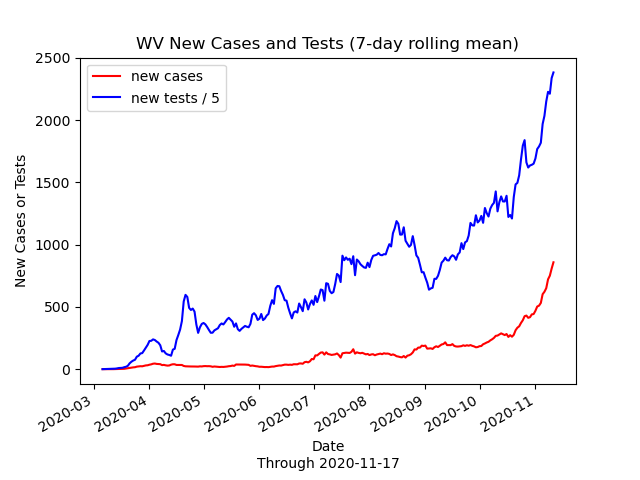 WV New Cases and Tests (7-day rolling mean)
new cases
new tests / 5
New Cases or Tests
2500
2000
1500
1000
500
0
2020-03
2020-04
2020-05
2020-06
2020-07
2020-08
2020-09
2020-10
2020-11
Date
Through 2020-11-17